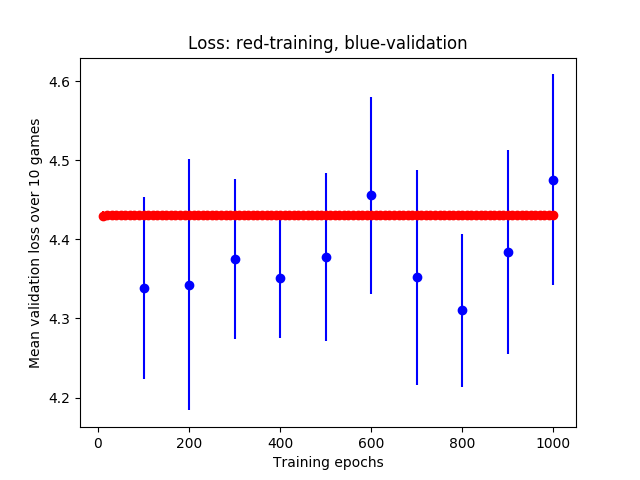 Loss: red-training, blue-validation
4.6
4.5
4.4
4.3
4.2
Mean validation loss over 10 games
0 200 400 600 800 1000
Training epochs